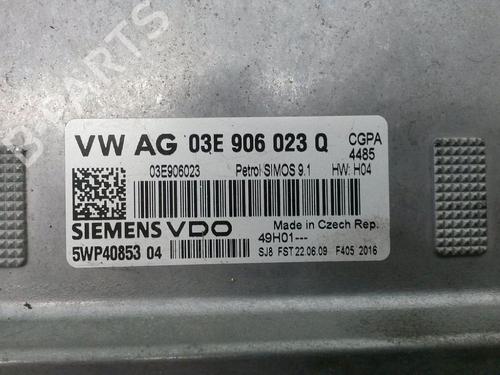 B-PARTS
VW AG 03E 906 023 Q CGPA 4485
03E906023 Petrol SIMOS 9.1 HW: H04
SIEMENS VDO Made in Czech Rep.
49H01---
5WP40853 04 SJ8 FST 22.06.09 F405 2016